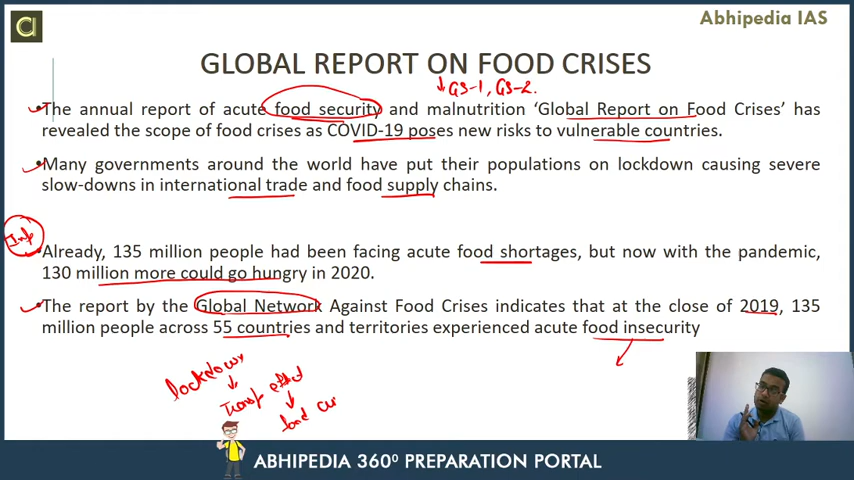 Abhipedia IAS
GLOBAL REPORT ON FOOD CRISES
GS-1, GS-2.
•The annual report of acute food security and malnutrition ‘Global Report on Food Crises’ has
revealed the scope of food crises as COVID-19 poses new risks to vulnerable countries.
•Many governments around the world have put their populations on lockdown causing severe
slow-downs in international trade and food supply chains.
Imp
•Already, 135 million people had been facing acute food shortages, but now with the pandemic,
130 million more could go hungry in 2020.
•The report by the Global Network Against Food Crises indicates that at the close of 2019, 135
million people across 55 countries and territories experienced acute food insecurity
lockdown
effect
food
ABHIPEDIA 360⁰ PREPARATION PORTAL